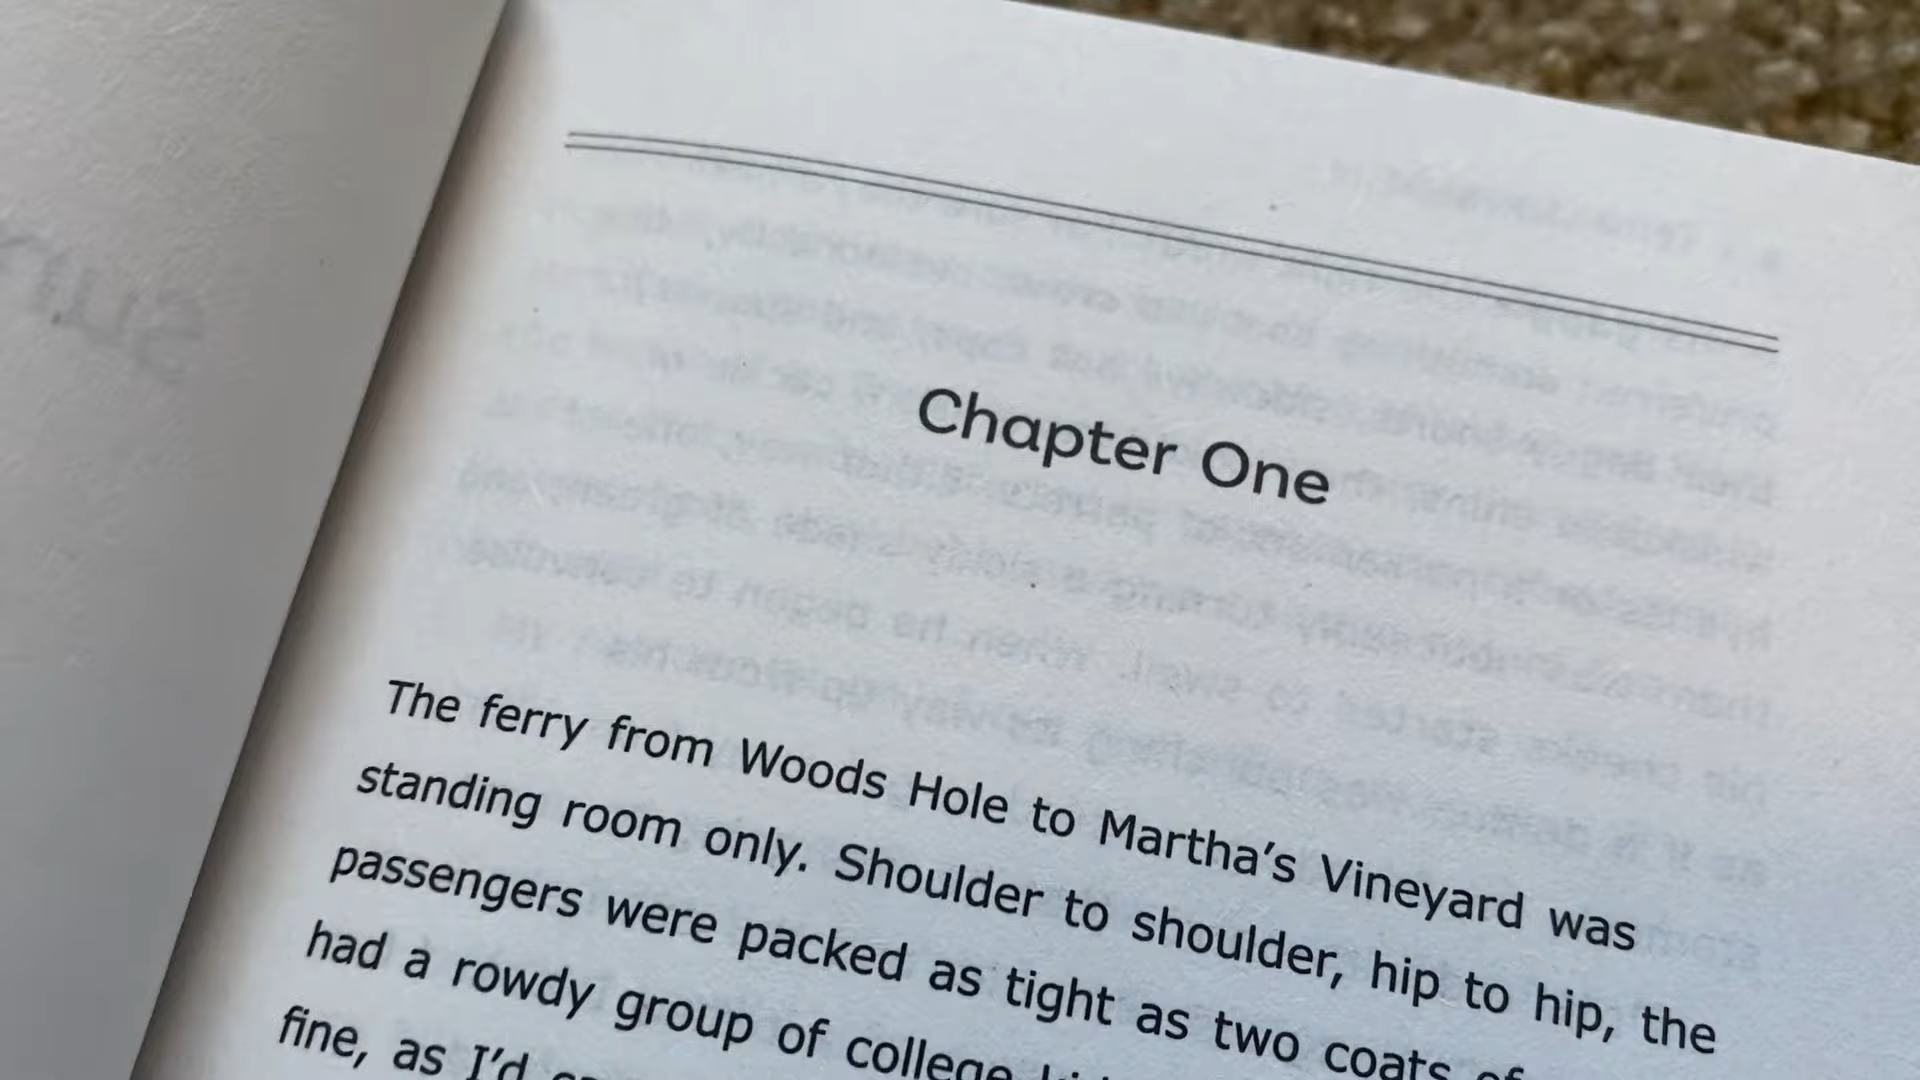 Chapter One
The ferry from Woods Hole to Martha’s Vineyard was
standing room only. Shoulder to shoulder, hip to hip, the
passengers were packed as tight as two coats of
had a rowdy group of college
fine, as I’d